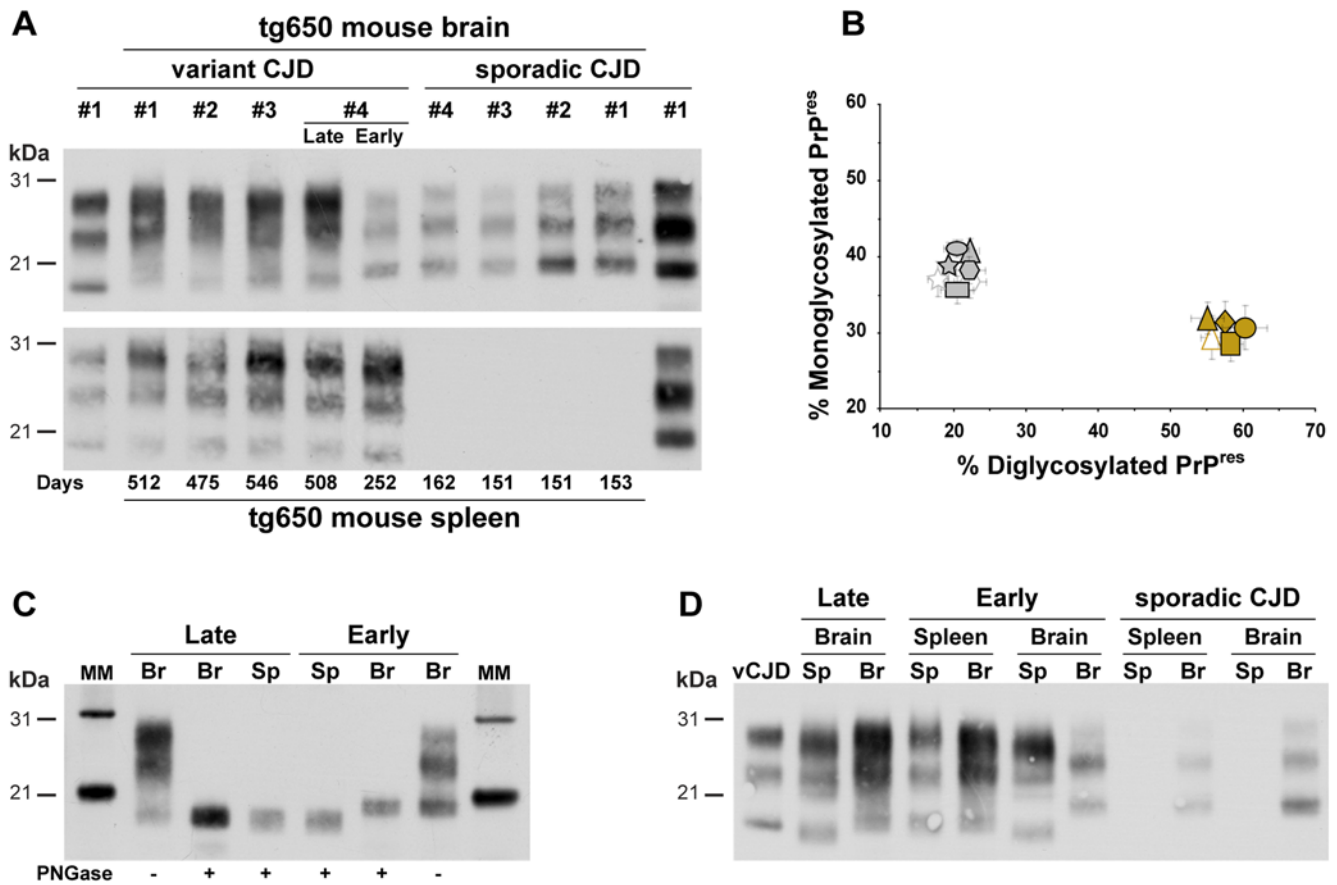 A
tg650 mouse brain
variant CJD sporadic CJD
#1 #1 #2 #3 #4 #4 #3 #2 #1 #1
Late Early
kDa
31
21
31
21
Days 512 475 546 508 252 162 151 151 153
tg650 mouse spleen
B
% Monoglycosylated PrPres
60
50
40
30
20
10 20 30 40 50 60 70
% Diglycosylated PrPres
C
Late Early
kDa MM Br Br Sp Sp Br Br MM
31
21
PNGase - + + + + -
D
Late Early sporadic CJD
Brain Spleen Brain Spleen Brain
kDa vCJD Sp Br Sp Br Sp Br Sp Br Sp Br
31
21